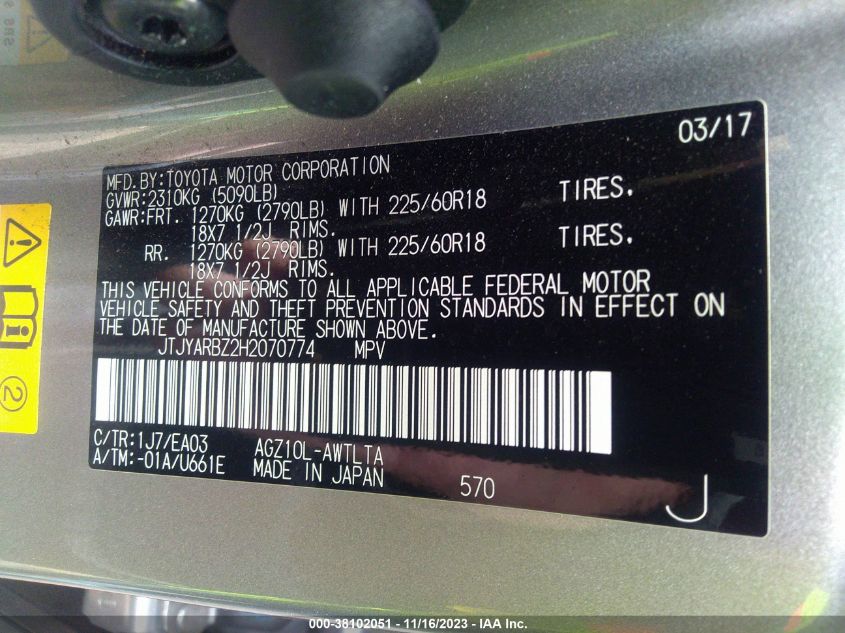 03/17
MFD.BY:TOYOTA MOTOR CORPORATION
GVWR:2310KG (5090LB)
GAWR:FRT. 1270KG (2790LB) WITH 225/60R18 TIRES.
18X7 1/2J RIMS.
RR. 1270KG (2790LB) WITH 225/60R18 TIRES.
18X7 1/2J RIMS.
THIS VEHICLE CONFORMS TO ALL APPLICABLE FEDERAL MOTOR
VEHICLE SAFETY AND THEFT PREVENTION STANDARDS IN EFFECT ON
THE DATE OF MANUFACTURE SHOWN ABOVE.
JTJYARBZ2H2070774 MPV
C/TR:1J7/EA03 AGZ10L-AWTLTA
A/TM:-01A/U661E MADE IN JAPAN 570
J
2
000-38102051 - 11/16/2023 - IAA Inc.